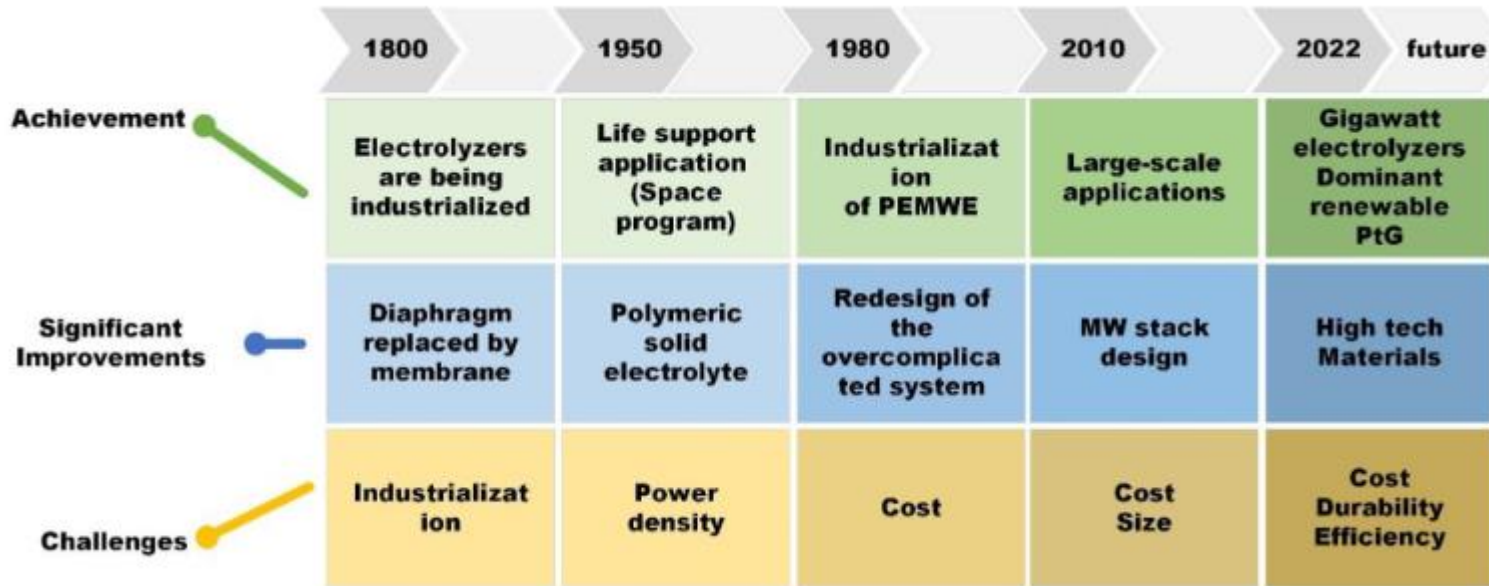 1800
1950
1980
2010
2022
future
Achievement
Electrolyzers
are being
industrialized
Life support
application
(Space
program)
Industrializat
ion
of PEMWE
Large-scale
applications
Gigawatt
electrolyzers
Dominant
renewable
PtG
Significant
Improvements
Diaphragm
replaced by
membrane
Polymeric
solid
electrolyte
Redesign of
the
overcomplica
ted system
MW stack
design
High tech
Materials
Challenges
Industrializat
ion
Power
density
Cost
Cost
Size
Cost
Durability
Efficiency